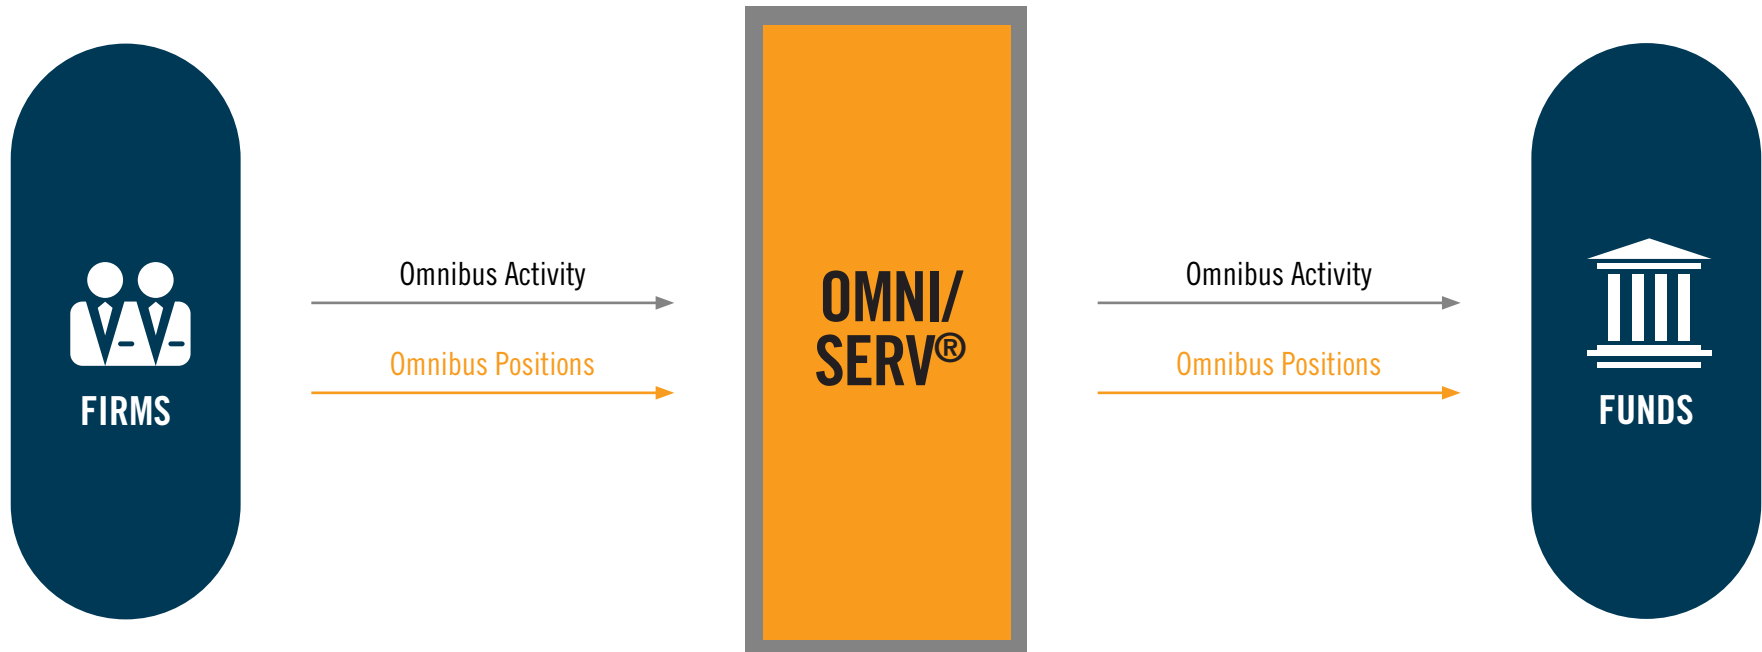 FIRMS
Omnibus Activity
Omnibus Positions
OMNI/
SERV®
Omnibus Activity
Omnibus Positions
FUNDS